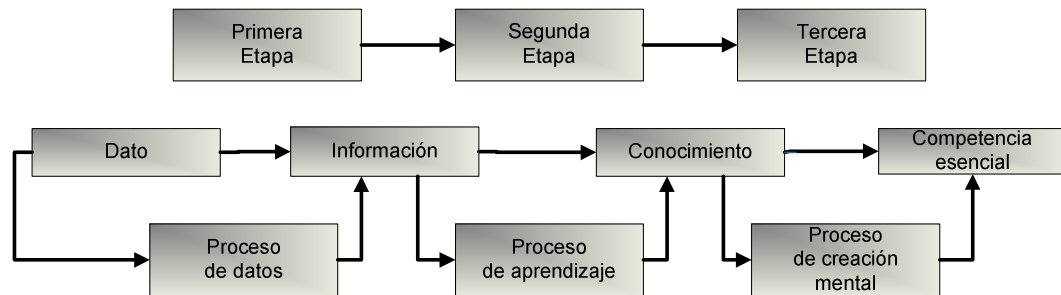 Primera
Etapa
Segunda
Etapa
Tercera
Etapa
Dato
Información
Conocimiento
Competencia
esencial
Proceso
de datos
Proceso
de aprendizaje
Proceso
de creación
mental